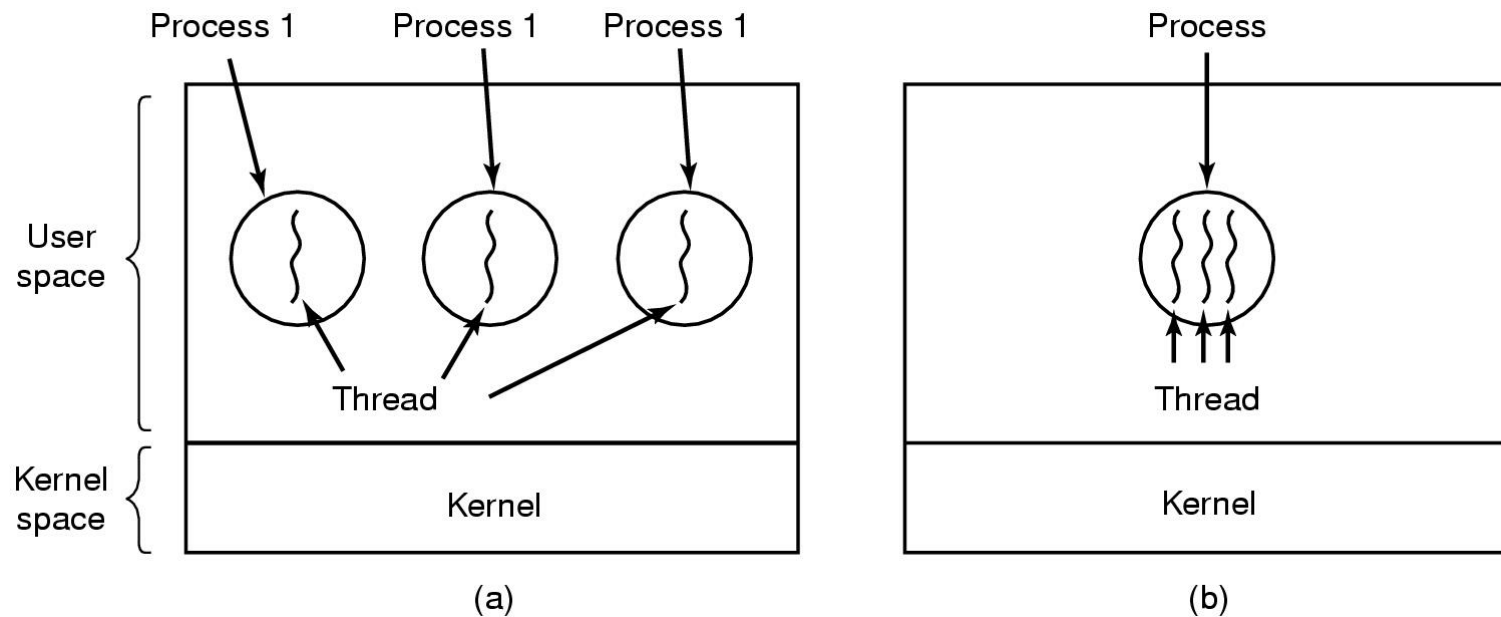 Process 1
Process 1
Process 1
Process
User
space
Thread
Thread
Kernel
space
Kernel
Kernel
(a)
(b)